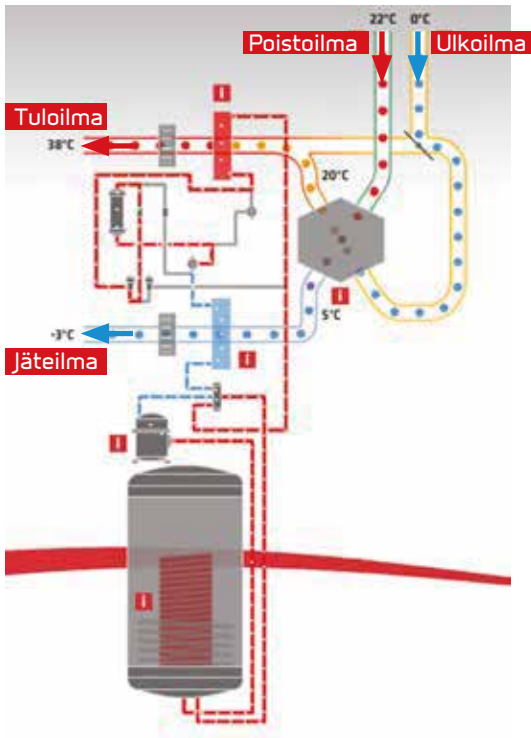 22°C 0°C
Poistoilma Ulkoilma
i
Tuloilma
38°C
20°C
i
5°C
-3°C
i
Jäteilma
i
i